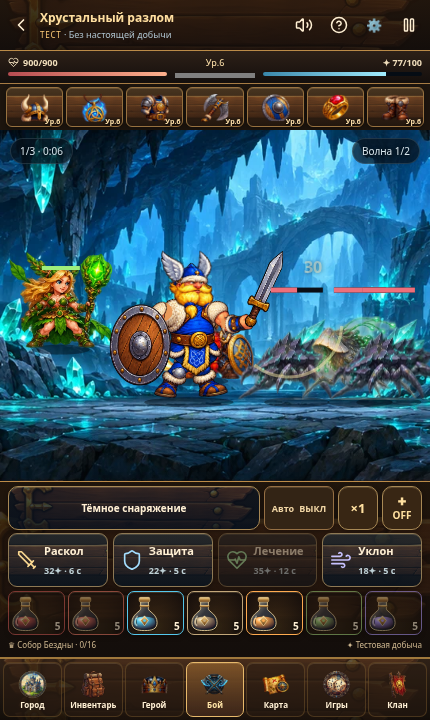 Хрустальный разлом
ТЕСТ · Без настоящей добычи
900/900
Ур.6
77/100
Ур.6
Ур.6
Ур.6
Ур.6
Ур.6
Ур.6
Ур.6
1/3 · 0:06
Волна 1/2
30
Тёмное снаряжение
Авто ВЫКЛ
×1
OFF
Раскол
32 · 6 с
Защита
22 · 5 с
Лечение
35 · 12 с
Уклон
18 · 5 с
5
5
5
5
5
5
5
Собор Бездны · 0/16
Тестовая добыча
Город
Инвентарь
Герой
Бой
Карта
Игры
Клан